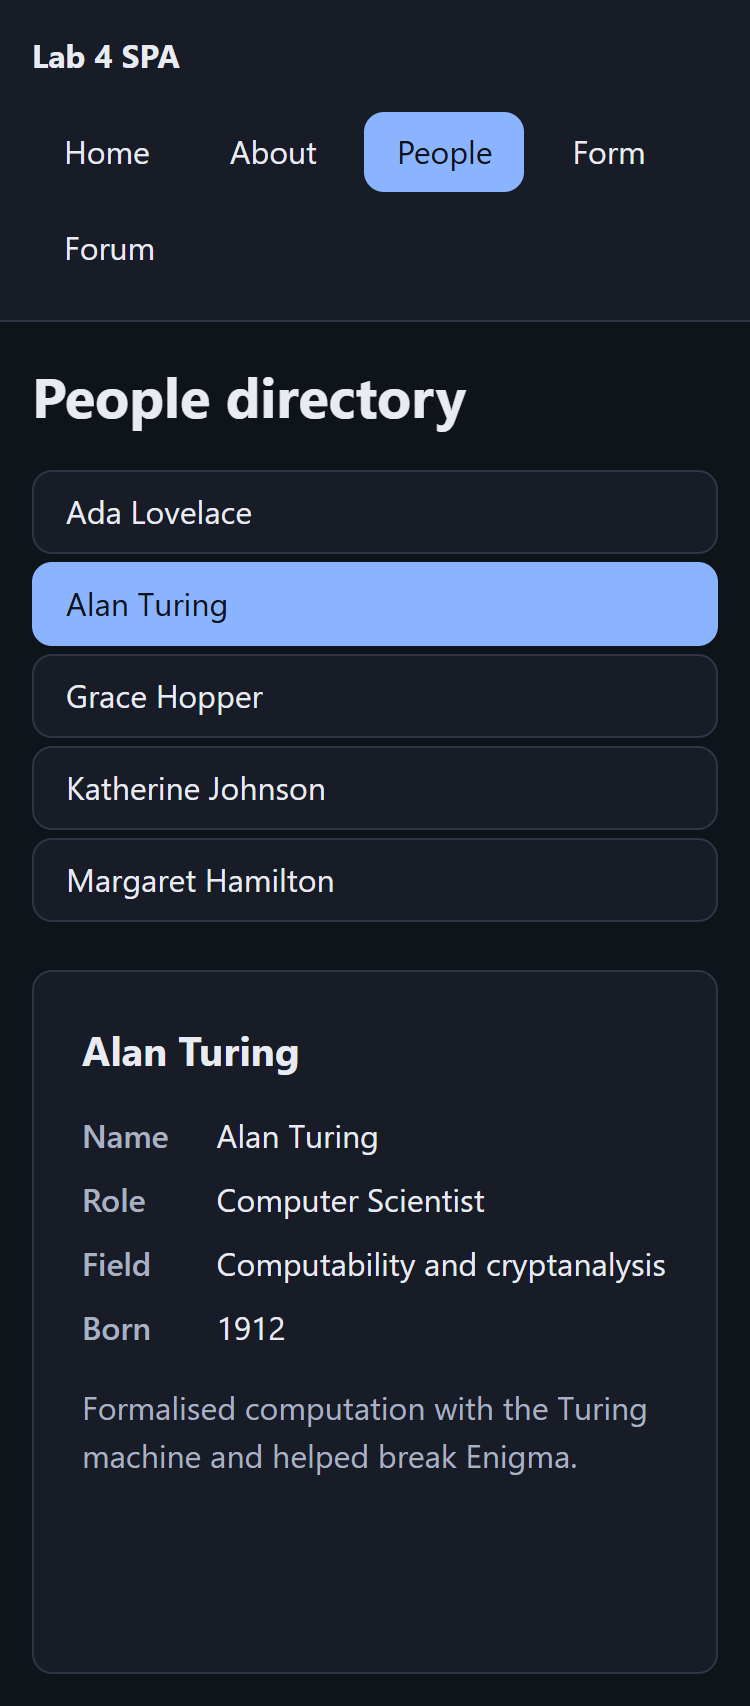 Lab 4 SPA
Home About People Form
Forum
People directory
Ada Lovelace
Alan Turing
Grace Hopper
Katherine Johnson
Margaret Hamilton
Alan Turing
Name Alan Turing
Role Computer Scientist
Field Computability and cryptanalysis
Born 1912
Formalised computation with the Turing
machine and helped break Enigma.